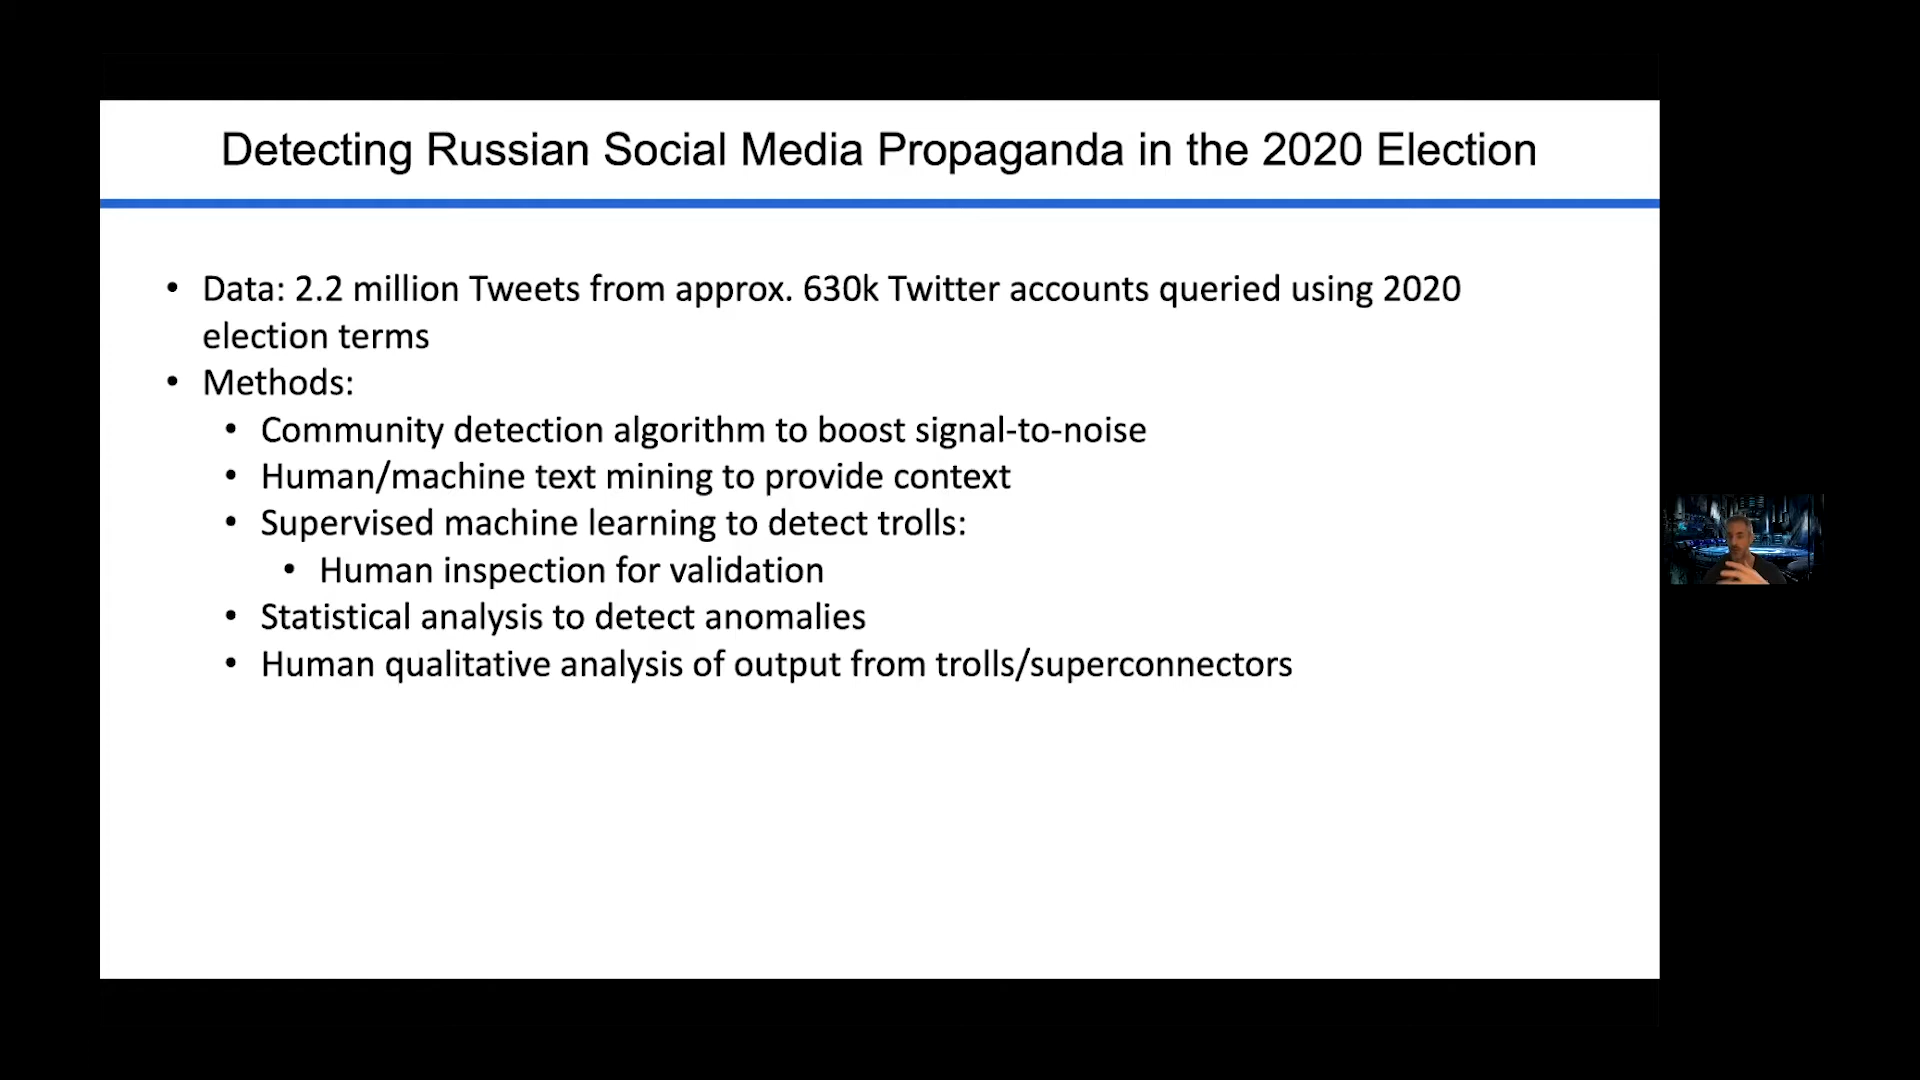 Detecting Russian Social Media Propaganda in the 2020 Election
• Data: 2.2 million Tweets from approx. 630k Twitter accounts queried using 2020
election terms
• Methods:
• Community detection algorithm to boost signal-to-noise
• Human/machine text mining to provide context
• Supervised machine learning to detect trolls:
• Human inspection for validation
• Statistical analysis to detect anomalies
• Human qualitative analysis of output from trolls/superconnectors